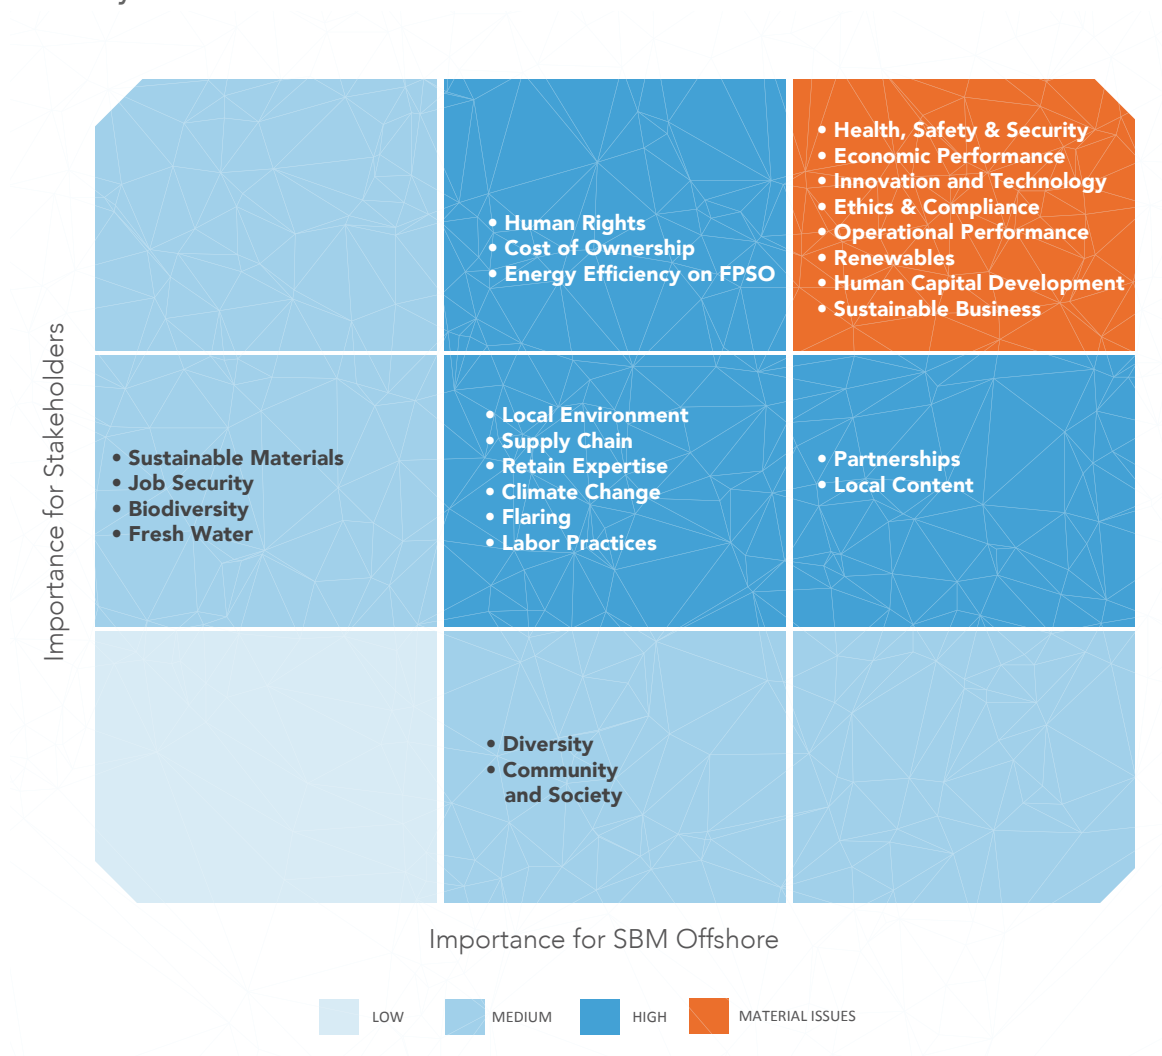 • Health, Safety & Security
• Economic Performance
• Innovation and Technology
• Ethics & Compliance
• Operational Performance
• Renewables
• Human Capital Development
• Sustainable Business
• Human Rights
• Cost of Ownership
• Energy Efficiency on FPSO
Importance for Stakeholders
• Sustainable Materials
• Job Security
• Biodiversity
• Fresh Water
• Local Environment
• Supply Chain
• Retain Expertise
• Climate Change
• Flaring
• Labor Practices
• Partnerships
• Local Content
• Diversity
• Community
and Society
Importance for SBM Offshore
LOW
MEDIUM
HIGH
MATERIAL ISSUES